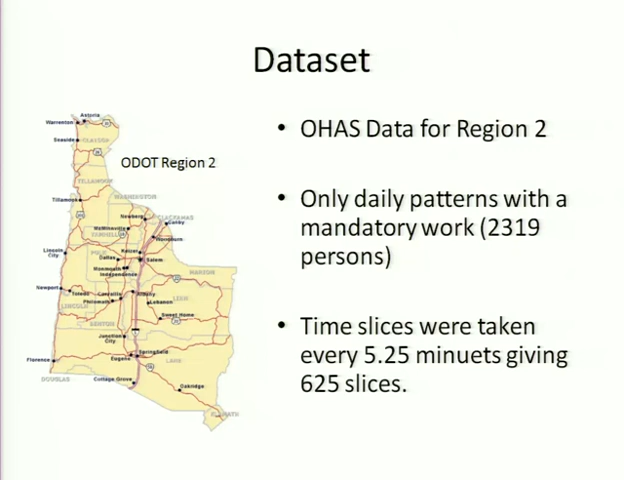 Dataset
• OHAS Data for Region 2
• Only daily patterns with a
mandatory work (2319
persons)
• Time slices were taken
every 5.25 minuets giving
625 slices.
ODOT Region 2
Astoria
Warrenton
Seaside
CLATSOP
TILLAMOOK
WASHINGTON
Tillamook
Newberg
CLACKAMAS
Canby
McMinnville
YAMHILL
Woodburn
Lincoln
City
Keizer
Dallas
Salem
POLK
Monmouth
Independence
MARION
Newport
Toledo
Corvallis
Albany
Philomath
Lebanon
LINN
LINCOLN
Sweet Home
BENTON
Junction
City
Florence
Eugene
Springfield
LANE
DOUGLAS
Cottage Grove
Oakridge
KLAMATH